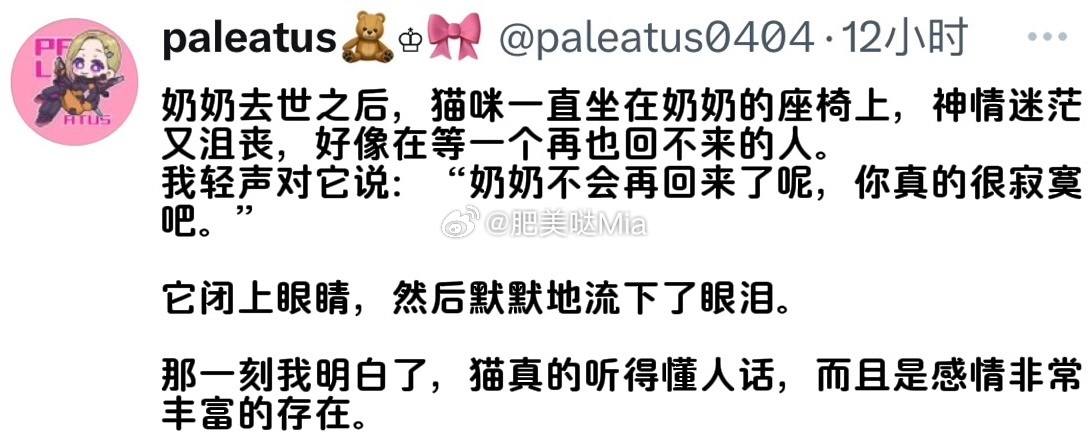 paleatus🧸♔🎀 @paleatus0404·12小时
奶奶去世之后，猫咪一直坐在奶奶的座椅上，神情迷茫
又沮丧，好像在等一个再也回不来的人。
我轻声对它说：“奶奶不会再回来了呢，你真的很寂寞
吧。”
@肥美哒Mia
它闭上眼睛，然后默默地流下了眼泪。
那一刻我明白了，猫真的听得懂人话，而且是感情非常
丰富的存在。